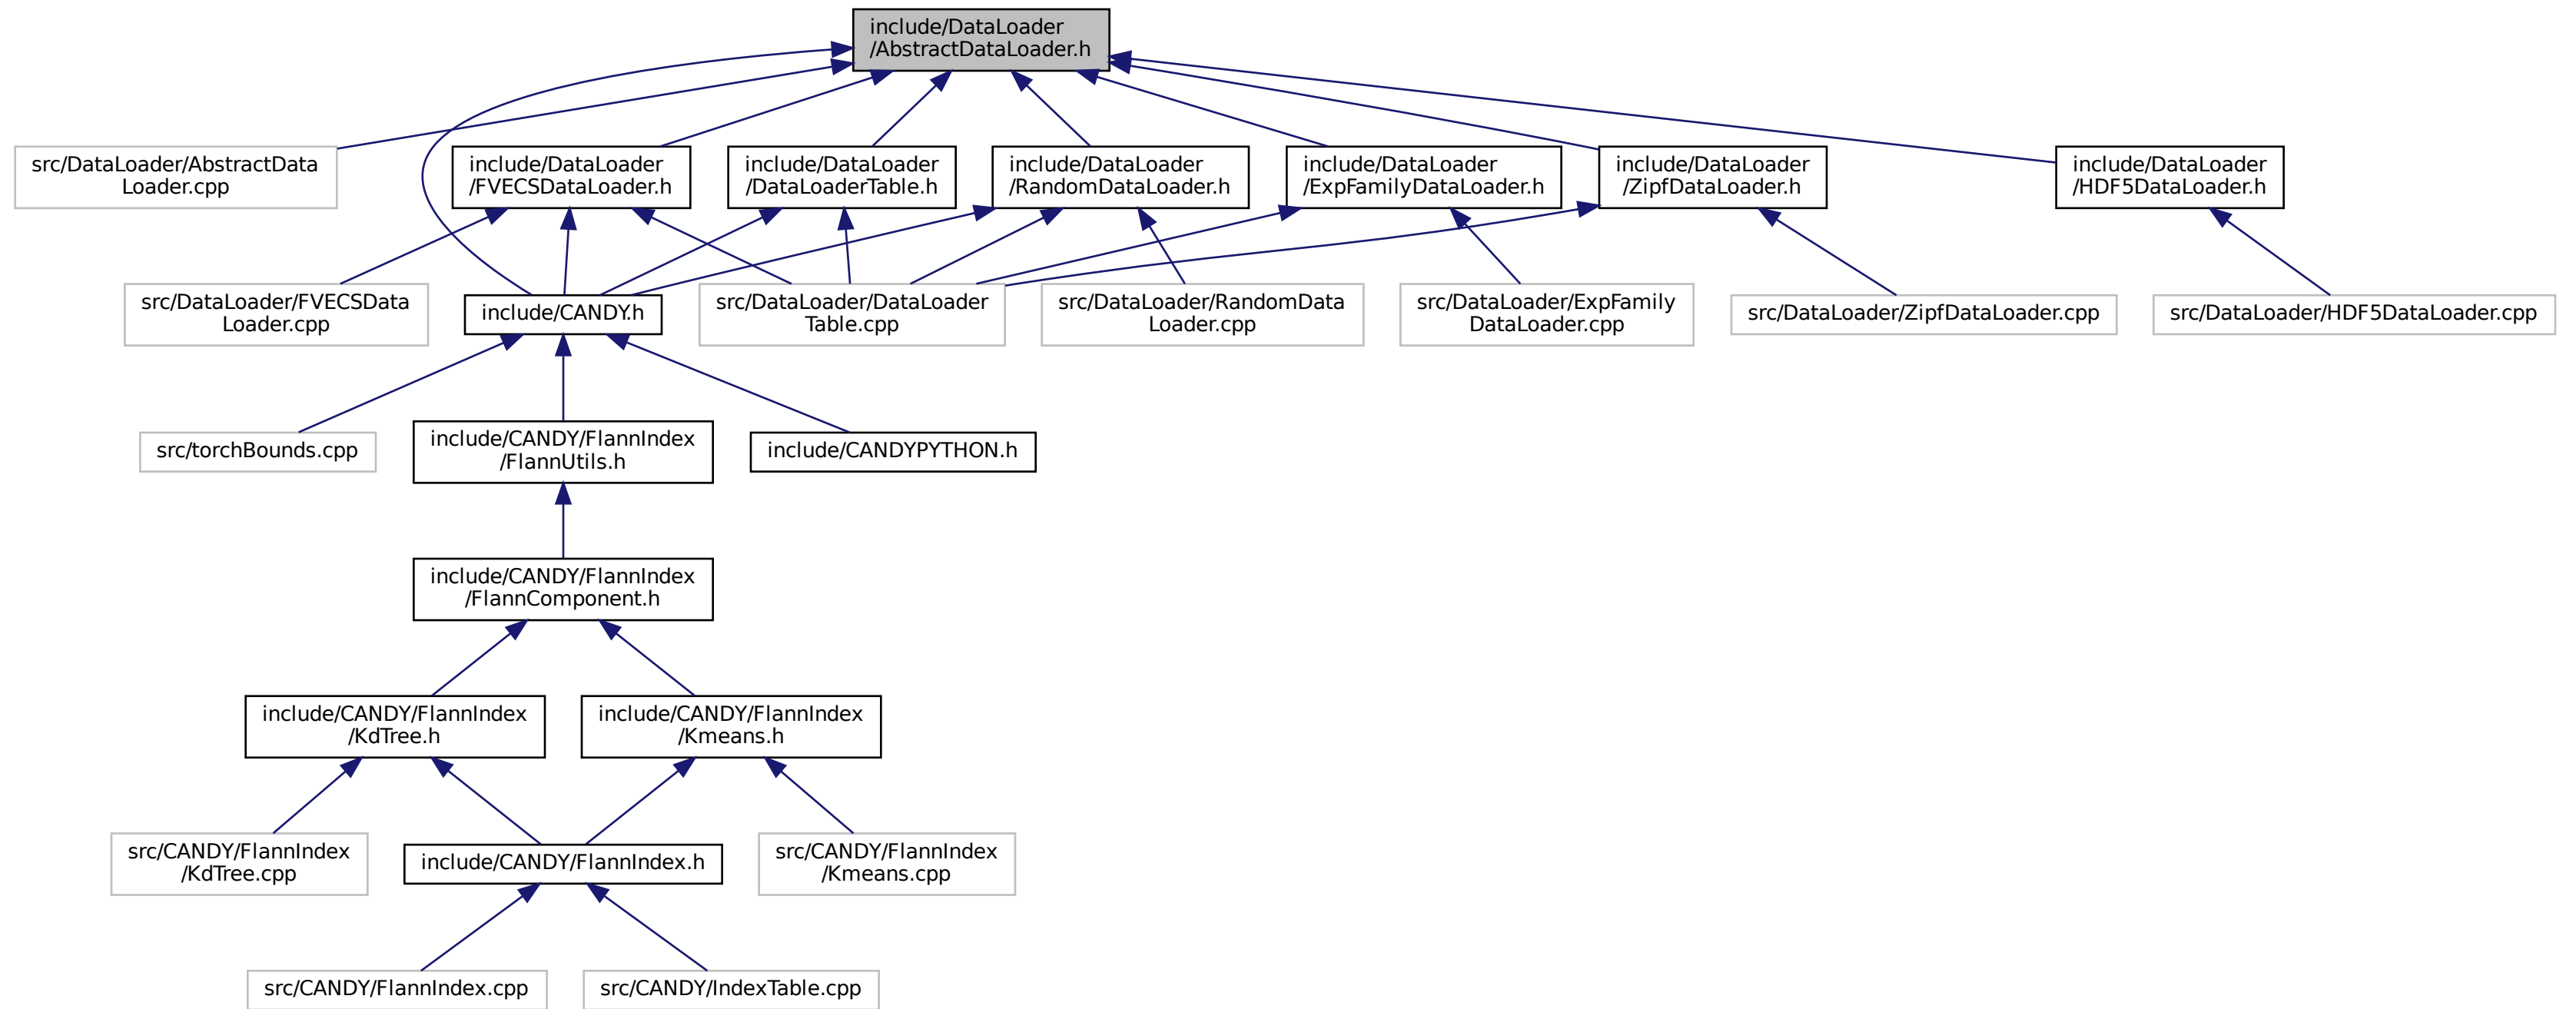 include/DataLoader
/AbstractDataLoader.h
src/DataLoader/AbstractData
Loader.cpp
include/DataLoader
/FVECSDataLoader.h
include/DataLoader
/DataLoaderTable.h
include/DataLoader
/RandomDataLoader.h
include/DataLoader
/ExpFamilyDataLoader.h
include/DataLoader
/ZipfDataLoader.h
include/DataLoader
/HDF5DataLoader.h
src/DataLoader/FVECSData
Loader.cpp
include/CANDY.h
src/DataLoader/DataLoader
Table.cpp
src/DataLoader/RandomData
Loader.cpp
src/DataLoader/ExpFamily
DataLoader.cpp
src/DataLoader/ZipfDataLoader.cpp
src/DataLoader/HDF5DataLoader.cpp
src/torchBounds.cpp
include/CANDY/FlannIndex
/FlannUtils.h
include/CANDYPYTHON.h
include/CANDY/FlannIndex
/FlannComponent.h
include/CANDY/FlannIndex
/KdTree.h
include/CANDY/FlannIndex
/Kmeans.h
src/CANDY/FlannIndex
/KdTree.cpp
include/CANDY/FlannIndex.h
src/CANDY/FlannIndex
/Kmeans.cpp
src/CANDY/FlannIndex.cpp
src/CANDY/IndexTable.cpp